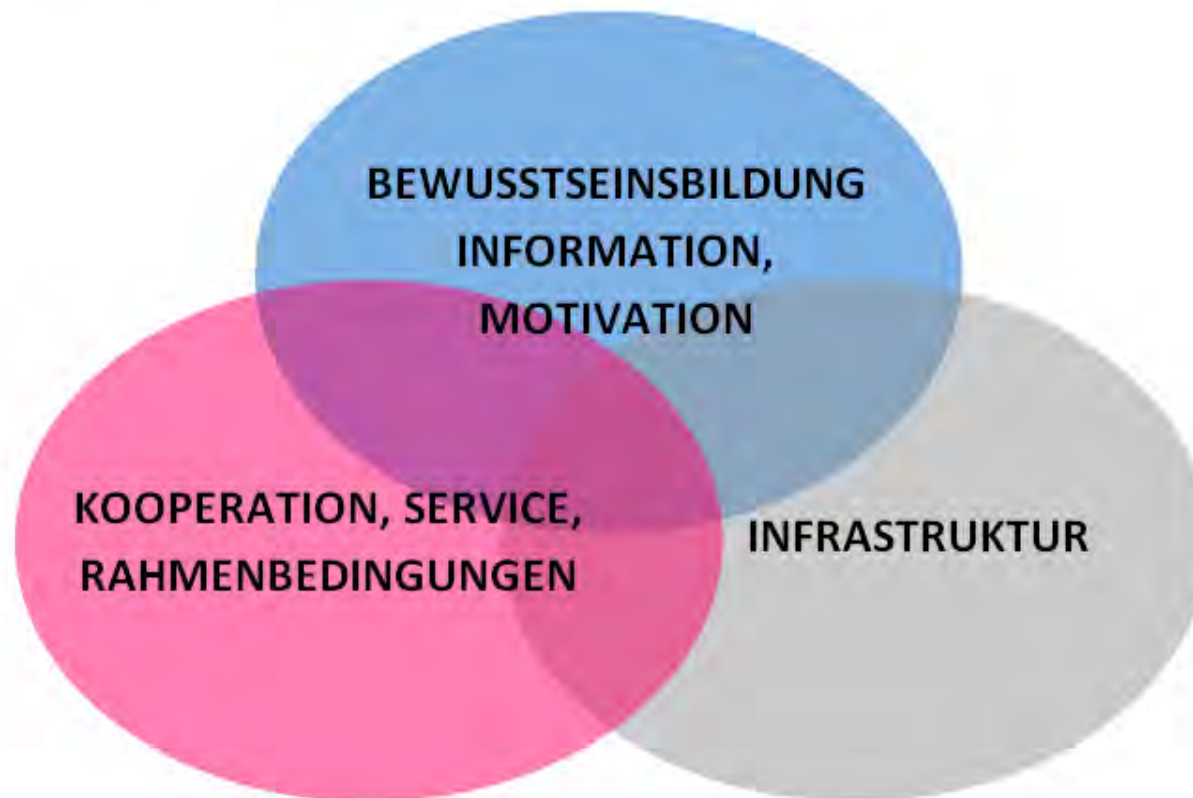 BEWUSSTSEINSBILDUNG
INFORMATION,
MOTIVATION
KOOPERATION, SERVICE,
RAHMENBEDINGUNGEN
INFRASTRUKTUR